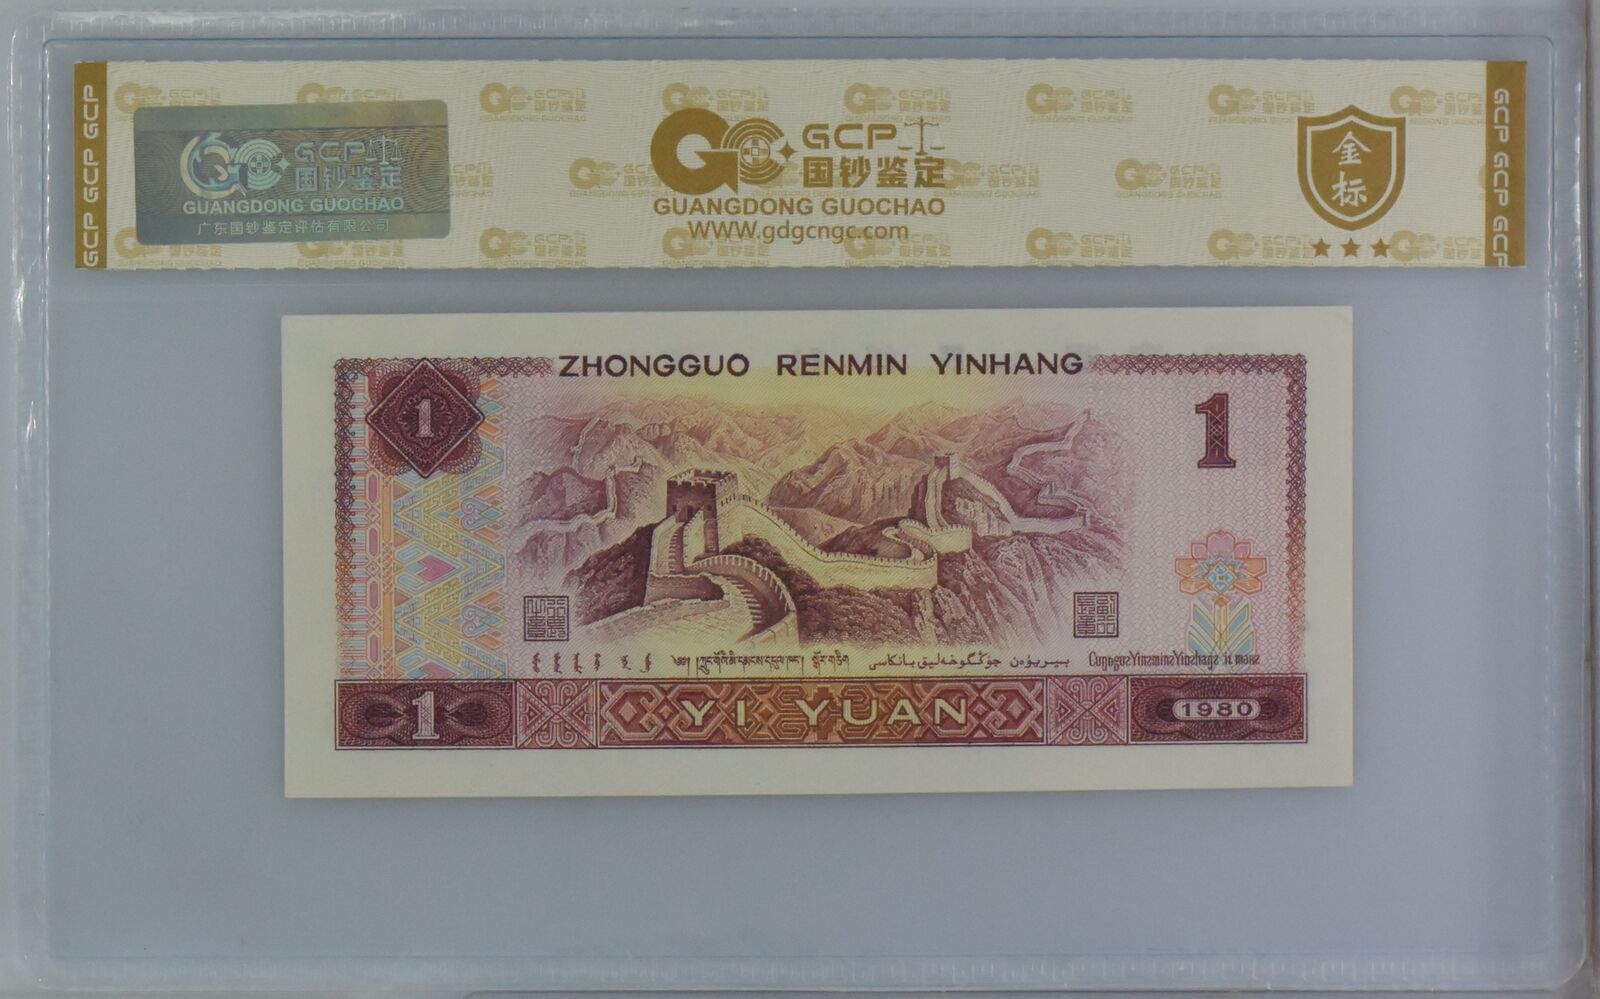 GCP GCP GCP
GCP
国钞鉴定
GUANGDONG GUOCHAO
广东国钞鉴定评估有限公司
GCP
国钞鉴定
GUANGDONG GUOCHAO
www.gdgcngc.com
金
标
GCP GCP GCP
ZHONGGUO RENMIN YINHANG
1
1
1
YI YUAN
1980